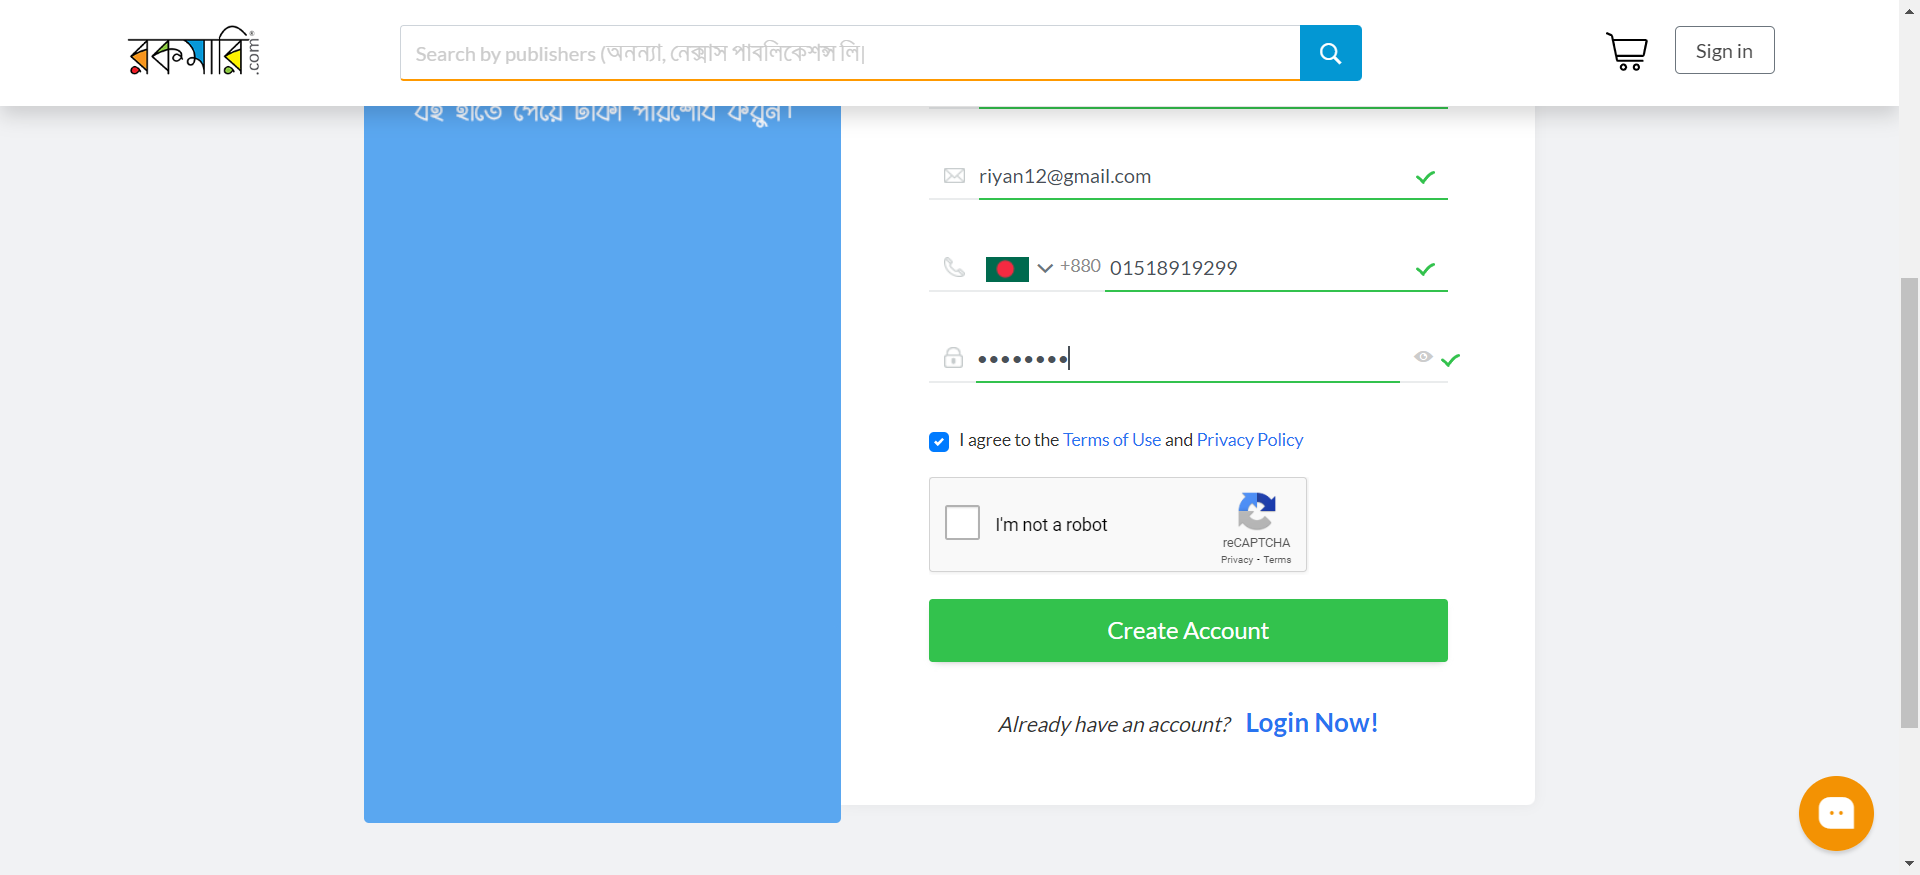 রকমারি.com
Search by publishers (অনন্যা, নেক্সাস পাবলিকেশন্স লি|
Sign in
বই হাতে পেয়ে টাকা পরিশোধ করুন।
riyan12@gmail.com
+880 01518919299
I agree to the Terms of Use and Privacy Policy
I'm not a robot
reCAPTCHA
Privacy - Terms
Create Account
Already have an account? Login Now!